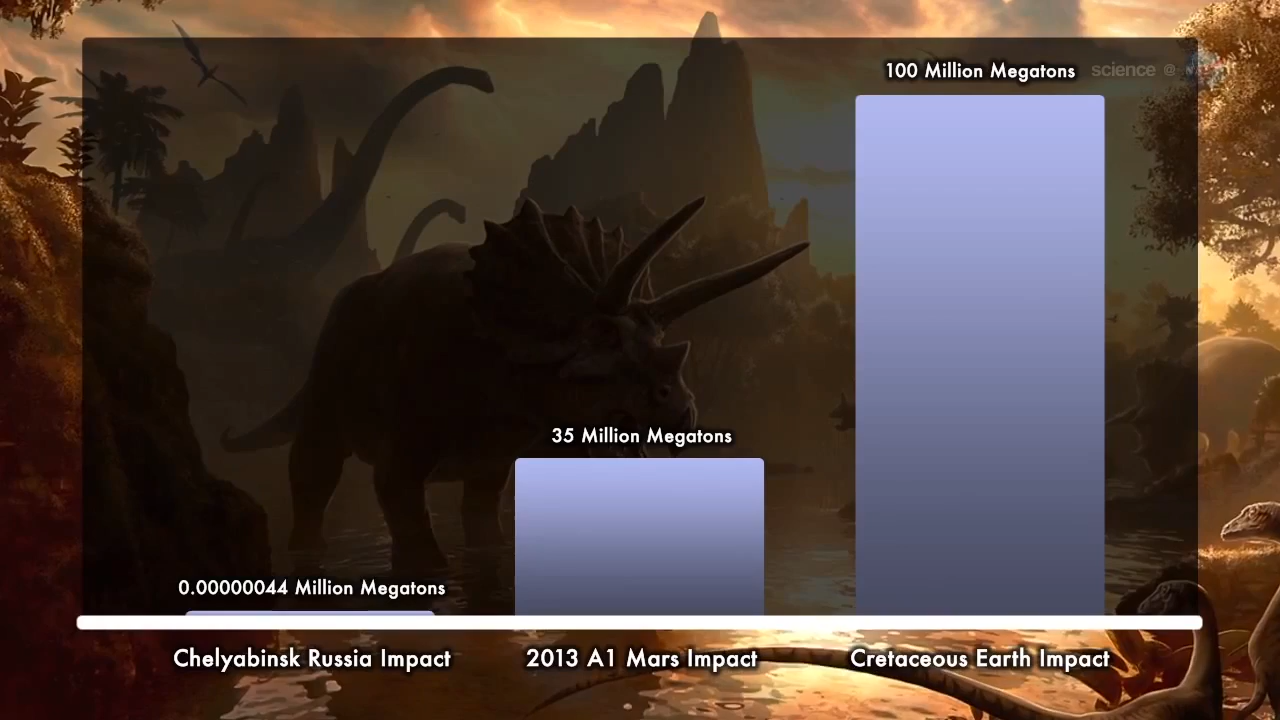 100 Million Megatons
science @
35 Million Megatons
0.00000044 Million Megatons
Chelyabinsk Russia Impact
2013 A1 Mars Impact
Cretaceous Earth Impact